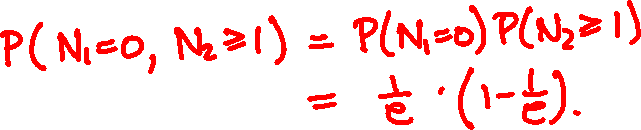 P(N₁=0, N₂≥1) = P(N₁=0)P(N₂≥1)
= 1/e · (1-1/e).